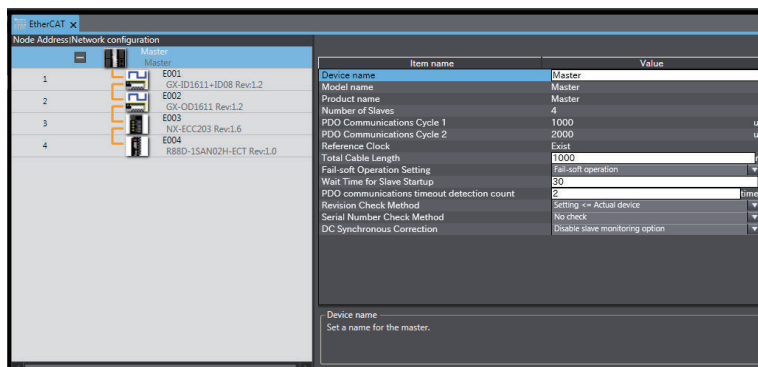 EtherCAT ×
Node Address|Network configuration
Master
Master
1 E001
GX-ID1611+ID08 Rev:1.2
2 E002
GX-OD1611 Rev:1.2
3 E003
NX-ECC203 Rev:1.6
4 E004
R88D-1SAN02H-ECT Rev:1.0
Item name Value
Device name Master
Model name Master
Product name Master
Number of Slaves 4
PDO Communications Cycle 1 1000 u
PDO Communications Cycle 2 2000 u
Reference Clock Exist
Total Cable Length 1000
Fail-soft Operation Setting Fail-soft operation
Wait Time for Slave Startup 30
PDO communications timeout detection count 2 time
Revision Check Method Setting <= Actual device
Serial Number Check Method No check
DC Synchronous Correction Disable slave monitoring option
Device name
Set a name for the master.